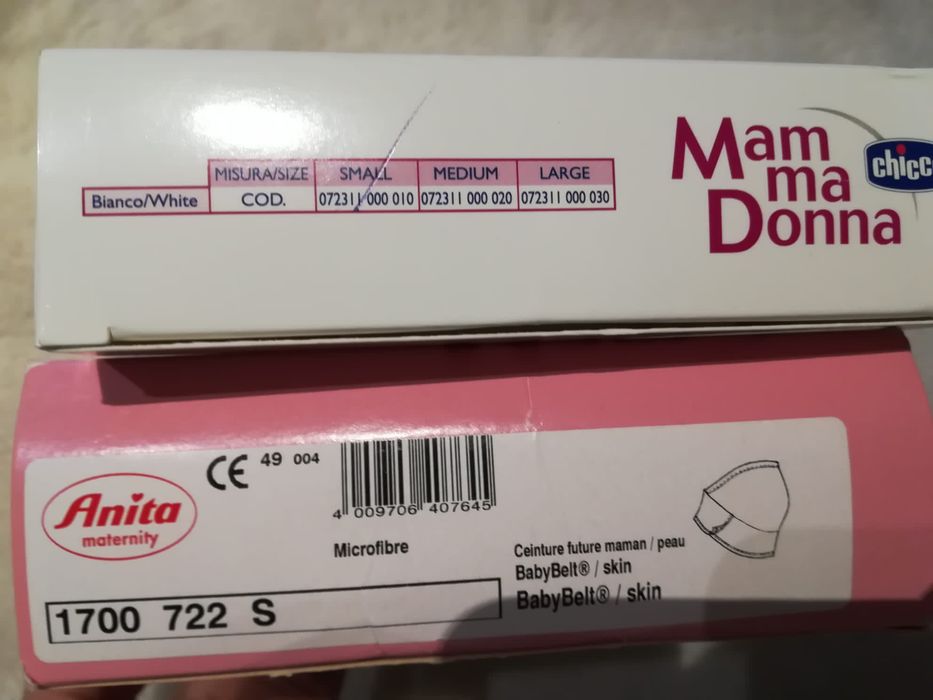 MISURA/SIZE SMALL MEDIUM LARGE
Bianco/White COD. 072311 000 010 072311 000 020 072311 000 030
Mam
ma
Donna
chicc
CE 49 004
Anita
maternity
4 009706 407645
Microfibre
Ceinture future maman / peau
BabyBelt® / skin
BabyBelt® / skin
1700 722 S